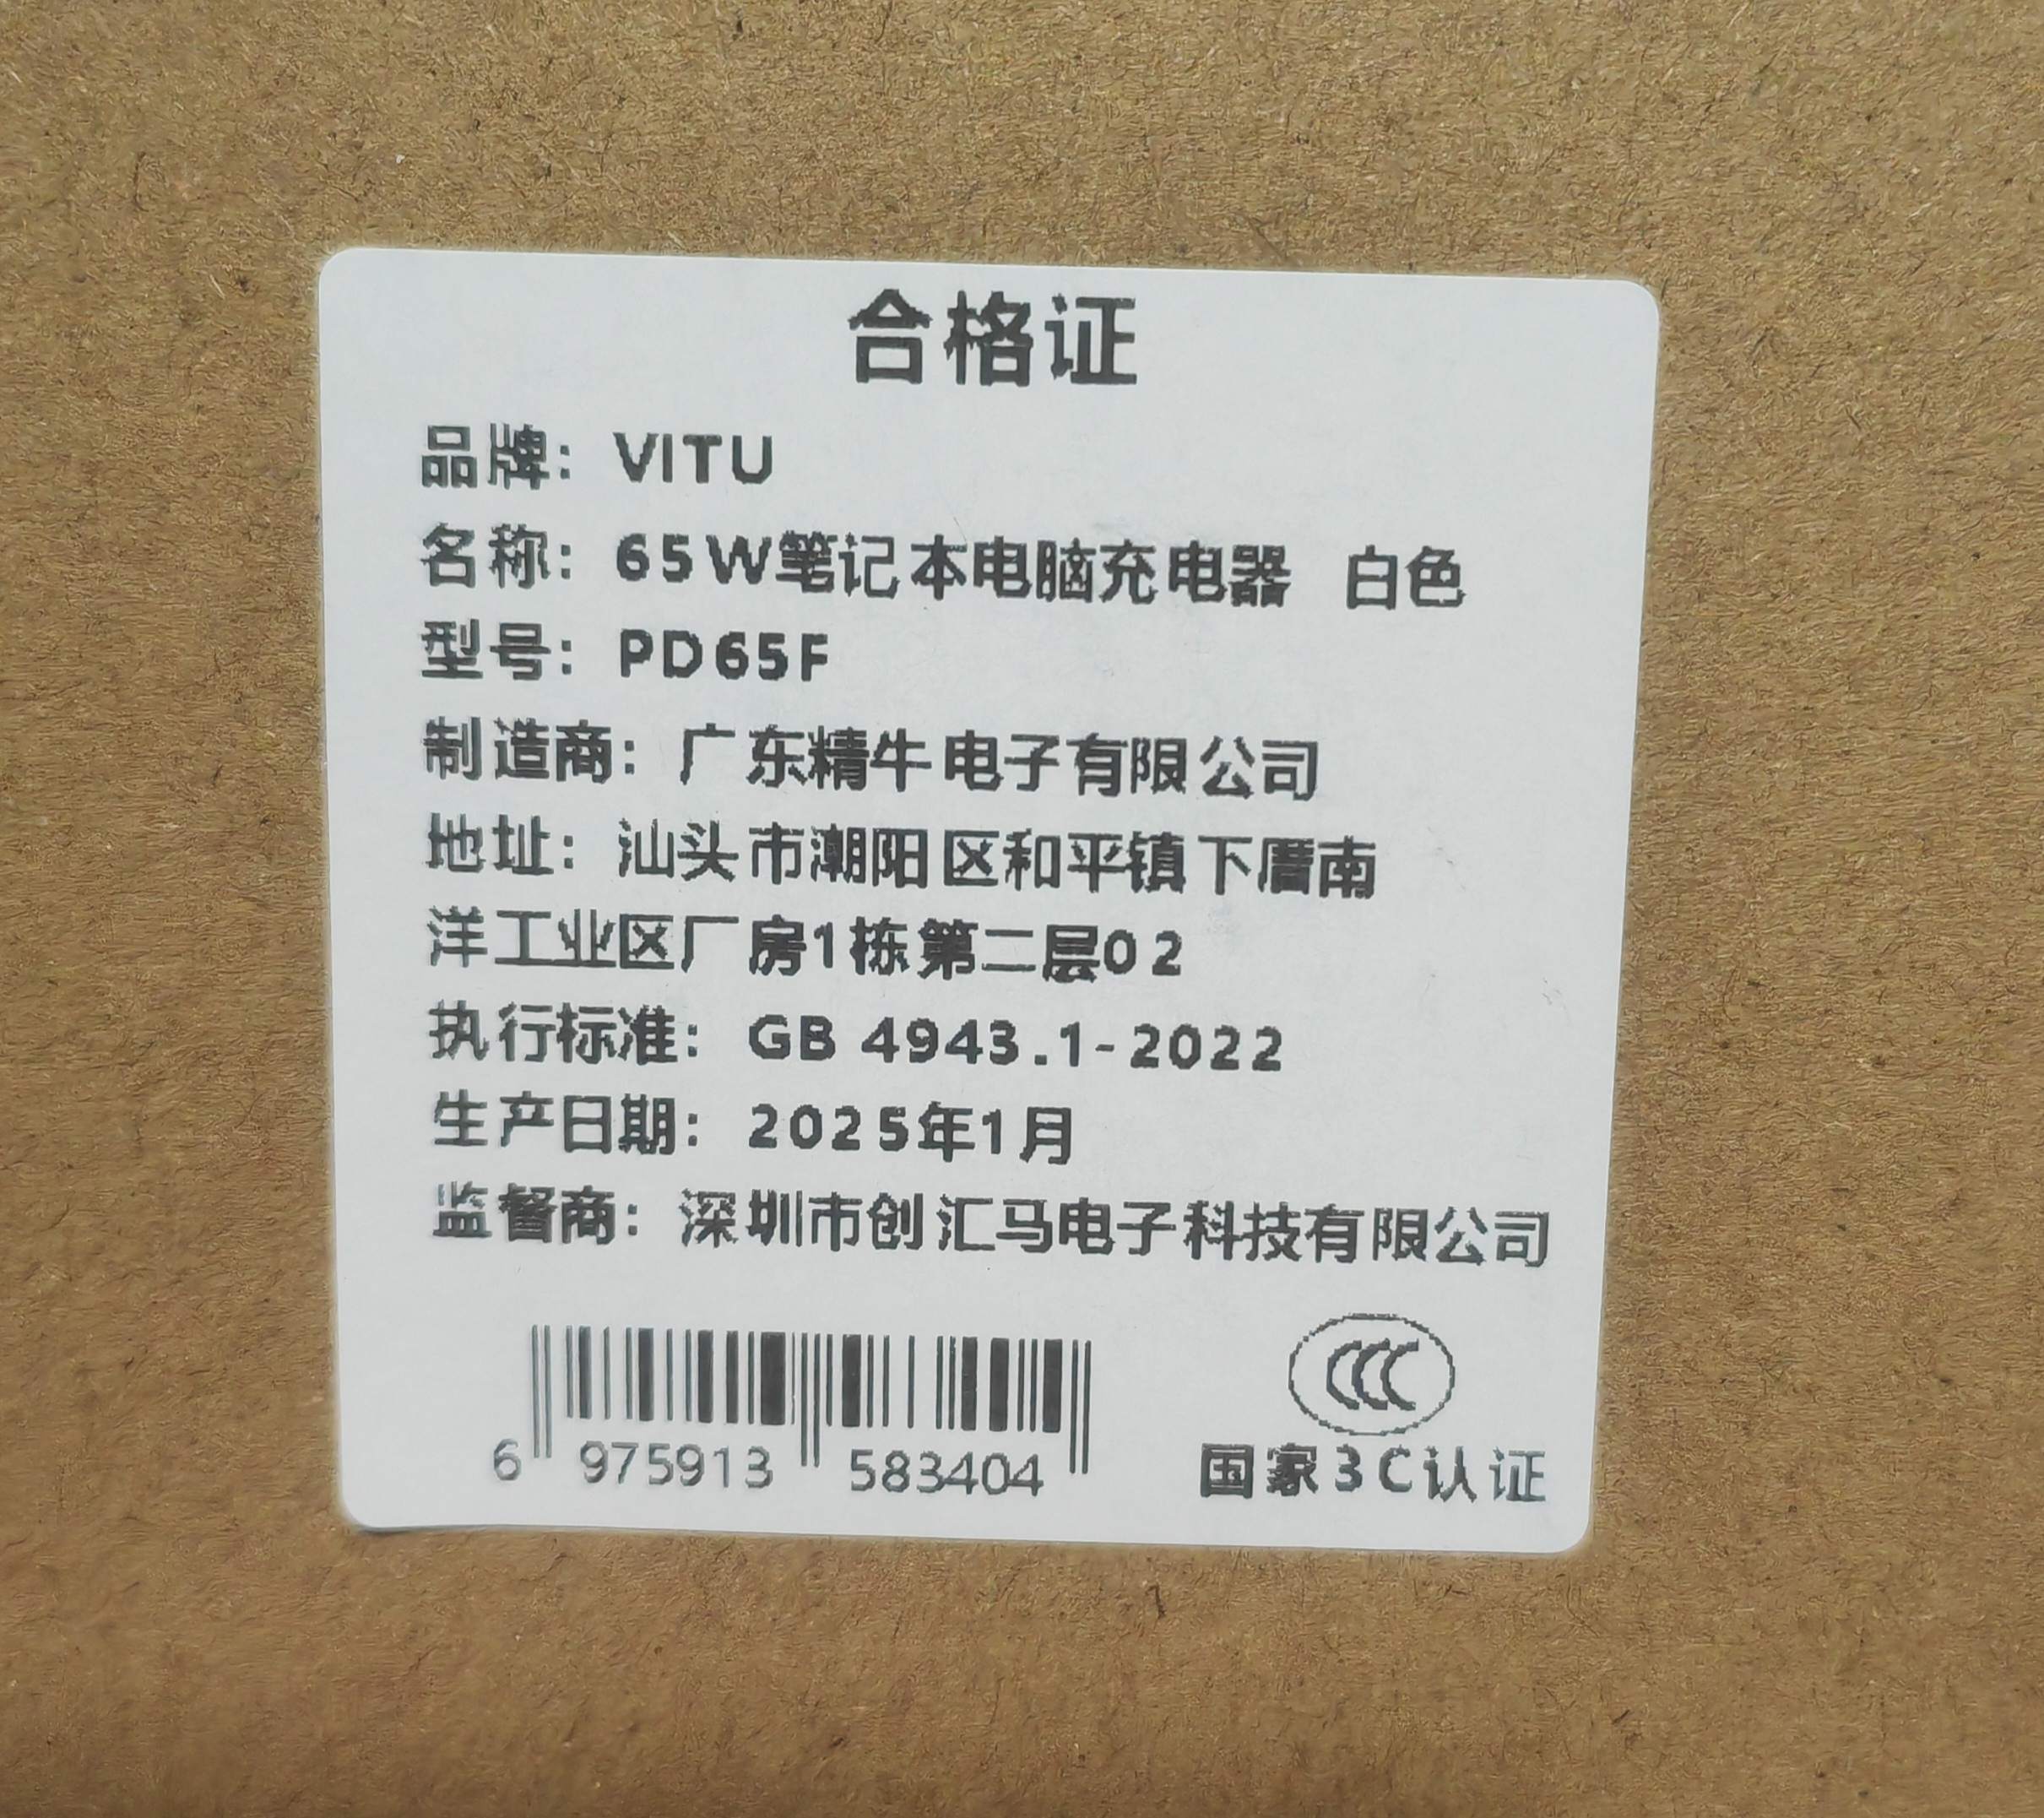 合格证
品牌：VITU
名称：65W笔记本电脑充电器 白色
型号：PD65F
制造商：广东精牛电子有限公司
地址：汕头市潮阳区和平镇下厝南
洋工业区厂房1栋第二层02
执行标准：GB 4943.1-2022
生产日期：2025年1月
监督商：深圳市创汇马电子科技有限公司
6 975913 583404
CCC
国家3C认证